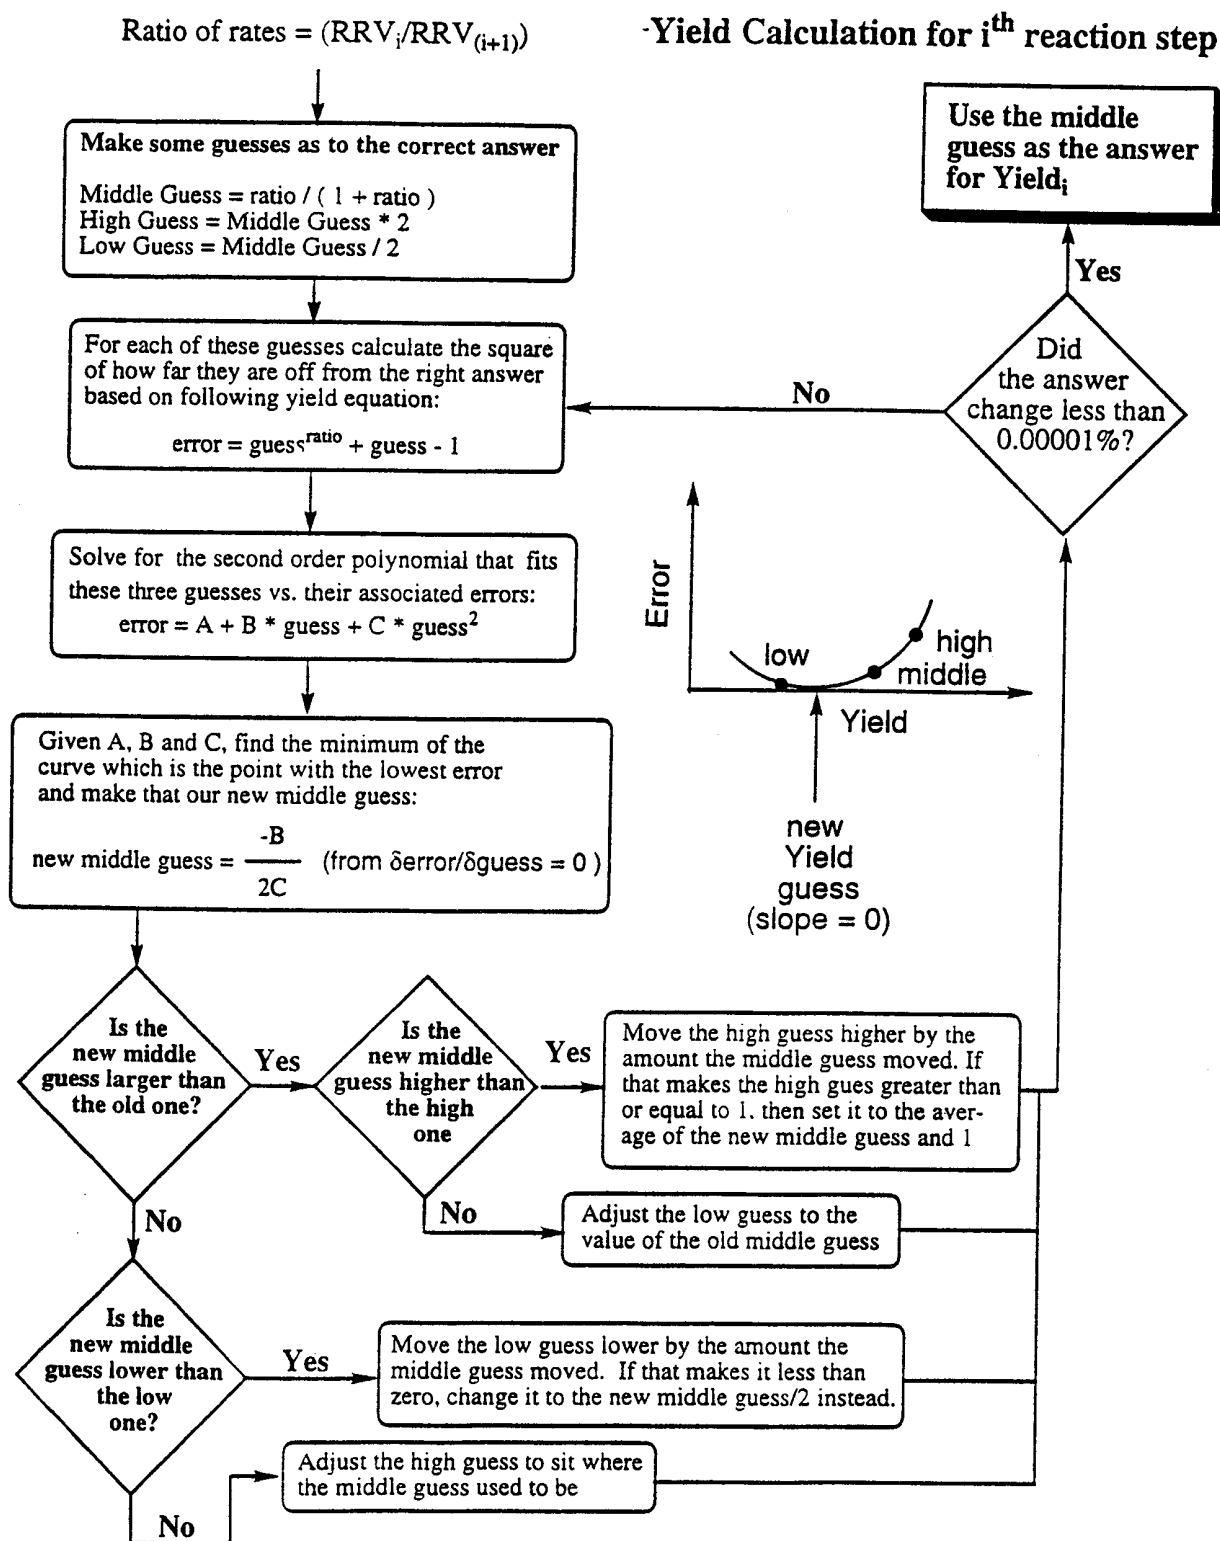 Ratio of rates = (RRVi/RRV(i+1))
-Yield Calculation for ith reaction step
Make some guesses as to the correct answer
Middle Guess = ratio / ( 1 + ratio )
High Guess = Middle Guess * 2
Low Guess = Middle Guess / 2
For each of these guesses calculate the square
of how far they are off from the right answer
based on following yield equation:
error = guess^ratio + guess - 1
Solve for the second order polynomial that fits
these three guesses vs. their associated errors:
error = A + B * guess + C * guess²
Given A, B and C, find the minimum of the
curve which is the point with the lowest error
and make that our new middle guess:
new middle guess = -B / 2C (from δerror/δguess = 0 )
Use the middle
guess as the answer
for Yieldi
Yes
Did
the answer
change less than
0.00001%?
No
Error
low
high
middle
Yield
new
Yield
guess
(slope = 0)
Is the
new middle
guess larger than
the old one?
Yes
Is the
new middle
guess higher than
the high
one
Yes
Move the high guess higher by the
amount the middle guess moved. If
that makes the high gues greater than
or equal to 1. then set it to the aver-
age of the new middle guess and 1
No
Adjust the low guess to the
value of the old middle guess
No
Is the
new middle
guess lower than
the low
one?
Yes
Move the low guess lower by the amount the
middle guess moved. If that makes it less than
zero, change it to the new middle guess/2 instead.
No
Adjust the high guess to sit where
the middle guess used to be